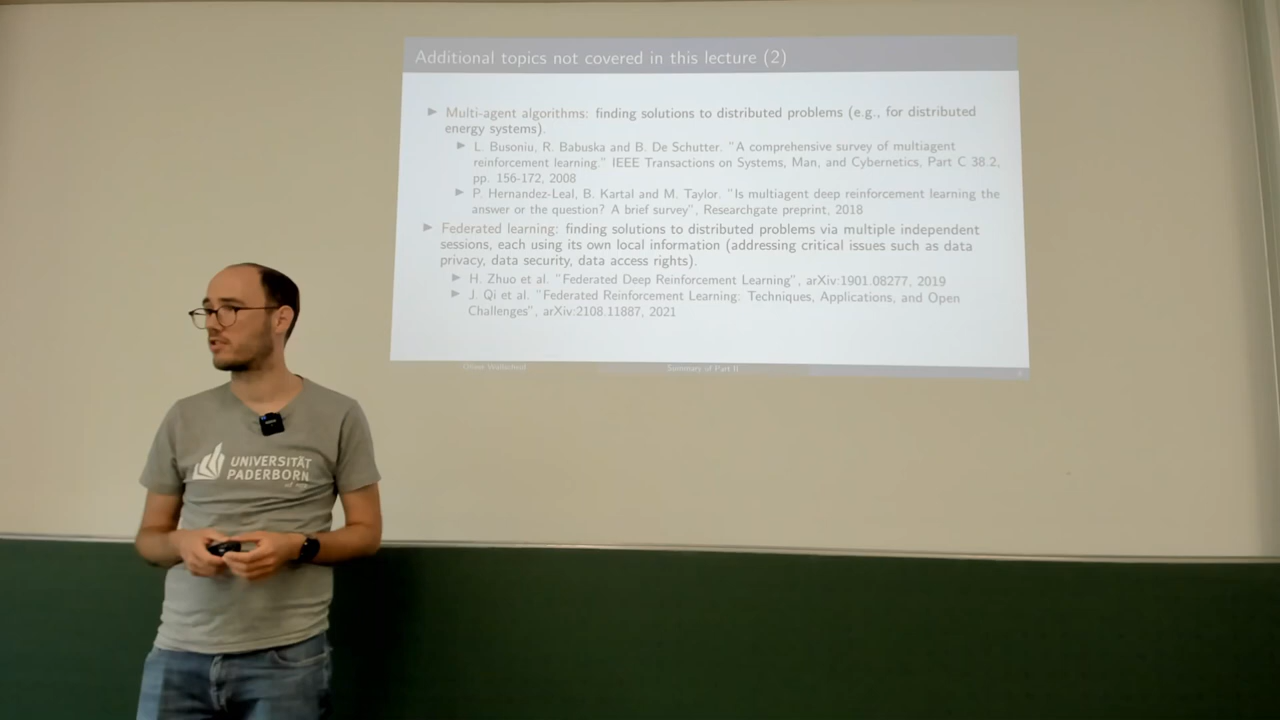 Additional topics not covered in this lecture (2)
Multi-agent algorithms: finding solutions to distributed problems (e.g., for distributed
energy systems).
L. Busoniu, R. Babuska and B. De Schutter. "A comprehensive survey of multiagent
reinforcement learning." IEEE Transactions on Systems, Man, and Cybernetics, Part C 38.2,
pp. 156-172, 2008
P. Hernandez-Leal, B. Kartal and M. Taylor. "Is multiagent deep reinforcement learning the
answer or the question? A brief survey", Researchgate preprint, 2018
Federated learning: finding solutions to distributed problems via multiple independent
sessions, each using its own local information (addressing critical issues such as data
privacy, data security, data access rights).
H. Zhuo et al. "Federated Deep Reinforcement Learning", arXiv:1901.08277, 2019
J. Qi et al. "Federated Reinforcement Learning: Techniques, Applications, and Open
Challenges", arXiv:2108.11887, 2021
Oliver Wallscheid Summary of Part II
UNIVERSITÄT
PADERBORN